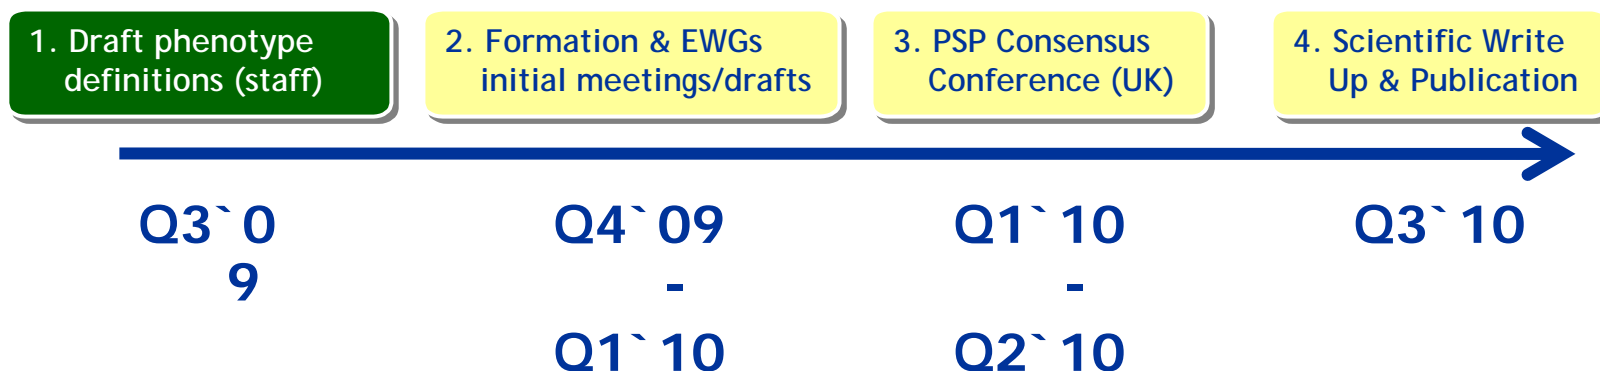 1. Draft phenotype
definitions (staff)
2. Formation & EWGs
initial meetings/drafts
3. PSP Consensus
Conference (UK)
4. Scientific Write
Up & Publication
Q3`0
9
Q4`09
-
Q1`10
Q1`10
-
Q2`10
Q3`10